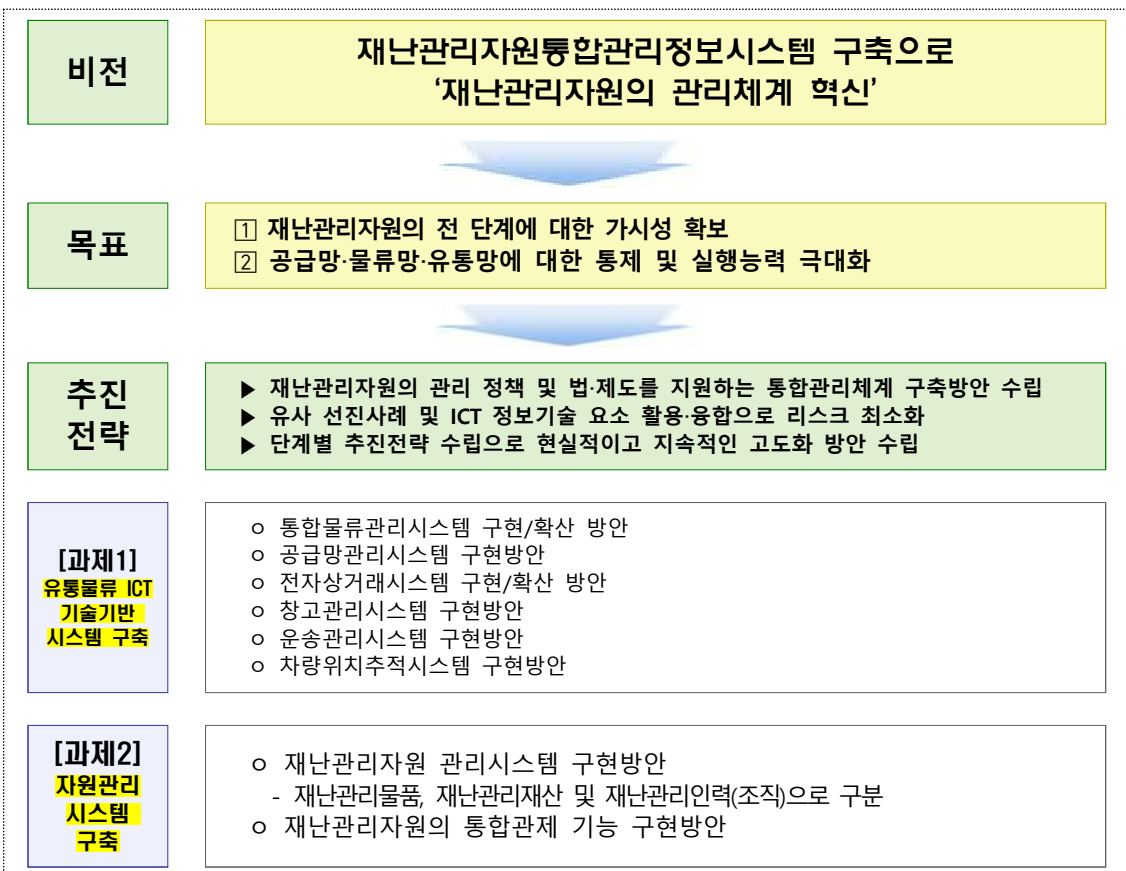 비전
재난관리자원통합관리정보시스템 구축으로
‘재난관리자원의 관리체계 혁신’
목표
1 재난관리자원의 전 단계에 대한 가시성 확보
2 공급망·물류망·유통망에 대한 통제 및 실행능력 극대화
추진
전략
▶ 재난관리자원의 관리 정책 및 법·제도를 지원하는 통합관리체계 구축방안 수립
▶ 유사 선진사례 및 ICT 정보기술 요소 활용·융합으로 리스크 최소화
▶ 단계별 추진전략 수립으로 현실적이고 지속적인 고도화 방안 수립
[과제1]
유통물류 ICT
기술기반
시스템 구축
ㅇ 통합물류관리시스템 구현/확산 방안
ㅇ 공급망관리시스템 구현방안
ㅇ 전자상거래시스템 구현/확산 방안
ㅇ 창고관리시스템 구현방안
ㅇ 운송관리시스템 구현방안
ㅇ 차량위치추적시스템 구현방안
[과제2]
자원관리
시스템
구축
ㅇ 재난관리자원 관리시스템 구현방안
- 재난관리물품, 재난관리재산 및 재난관리인력(조직)으로 구분
ㅇ 재난관리자원의 통합관제 기능 구현방안